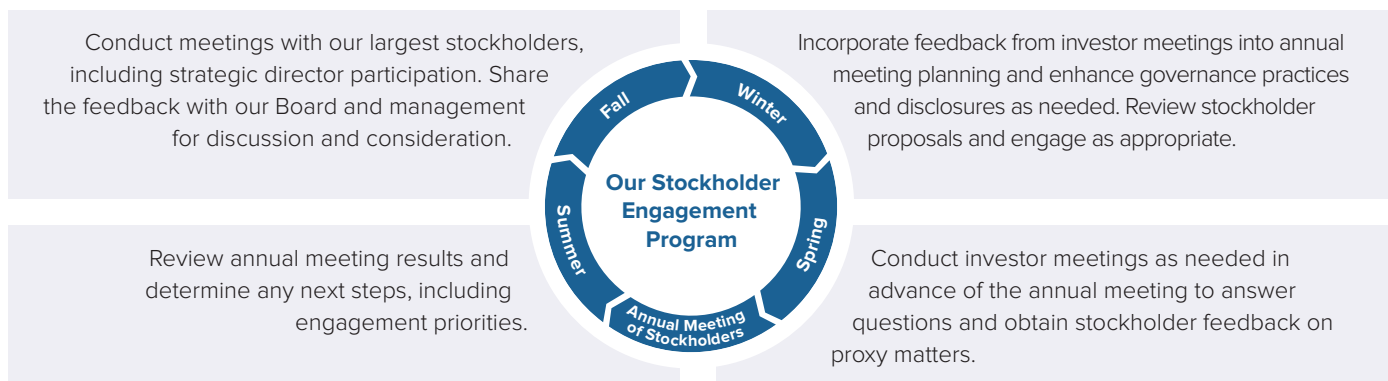 Conduct meetings with our largest stockholders,
including strategic director participation. Share
the feedback with our Board and management
for discussion and consideration.
Incorporate feedback from investor meetings into annual
meeting planning and enhance governance practices
and disclosures as needed. Review stockholder
proposals and engage as appropriate.
Fall
Winter
Our Stockholder
Engagement
Program
Summer
Spring
Annual Meeting
of Stockholders
Review annual meeting results and
determine any next steps, including
engagement priorities.
Conduct investor meetings as needed in
advance of the annual meeting to answer
questions and obtain stockholder feedback on
proxy matters.